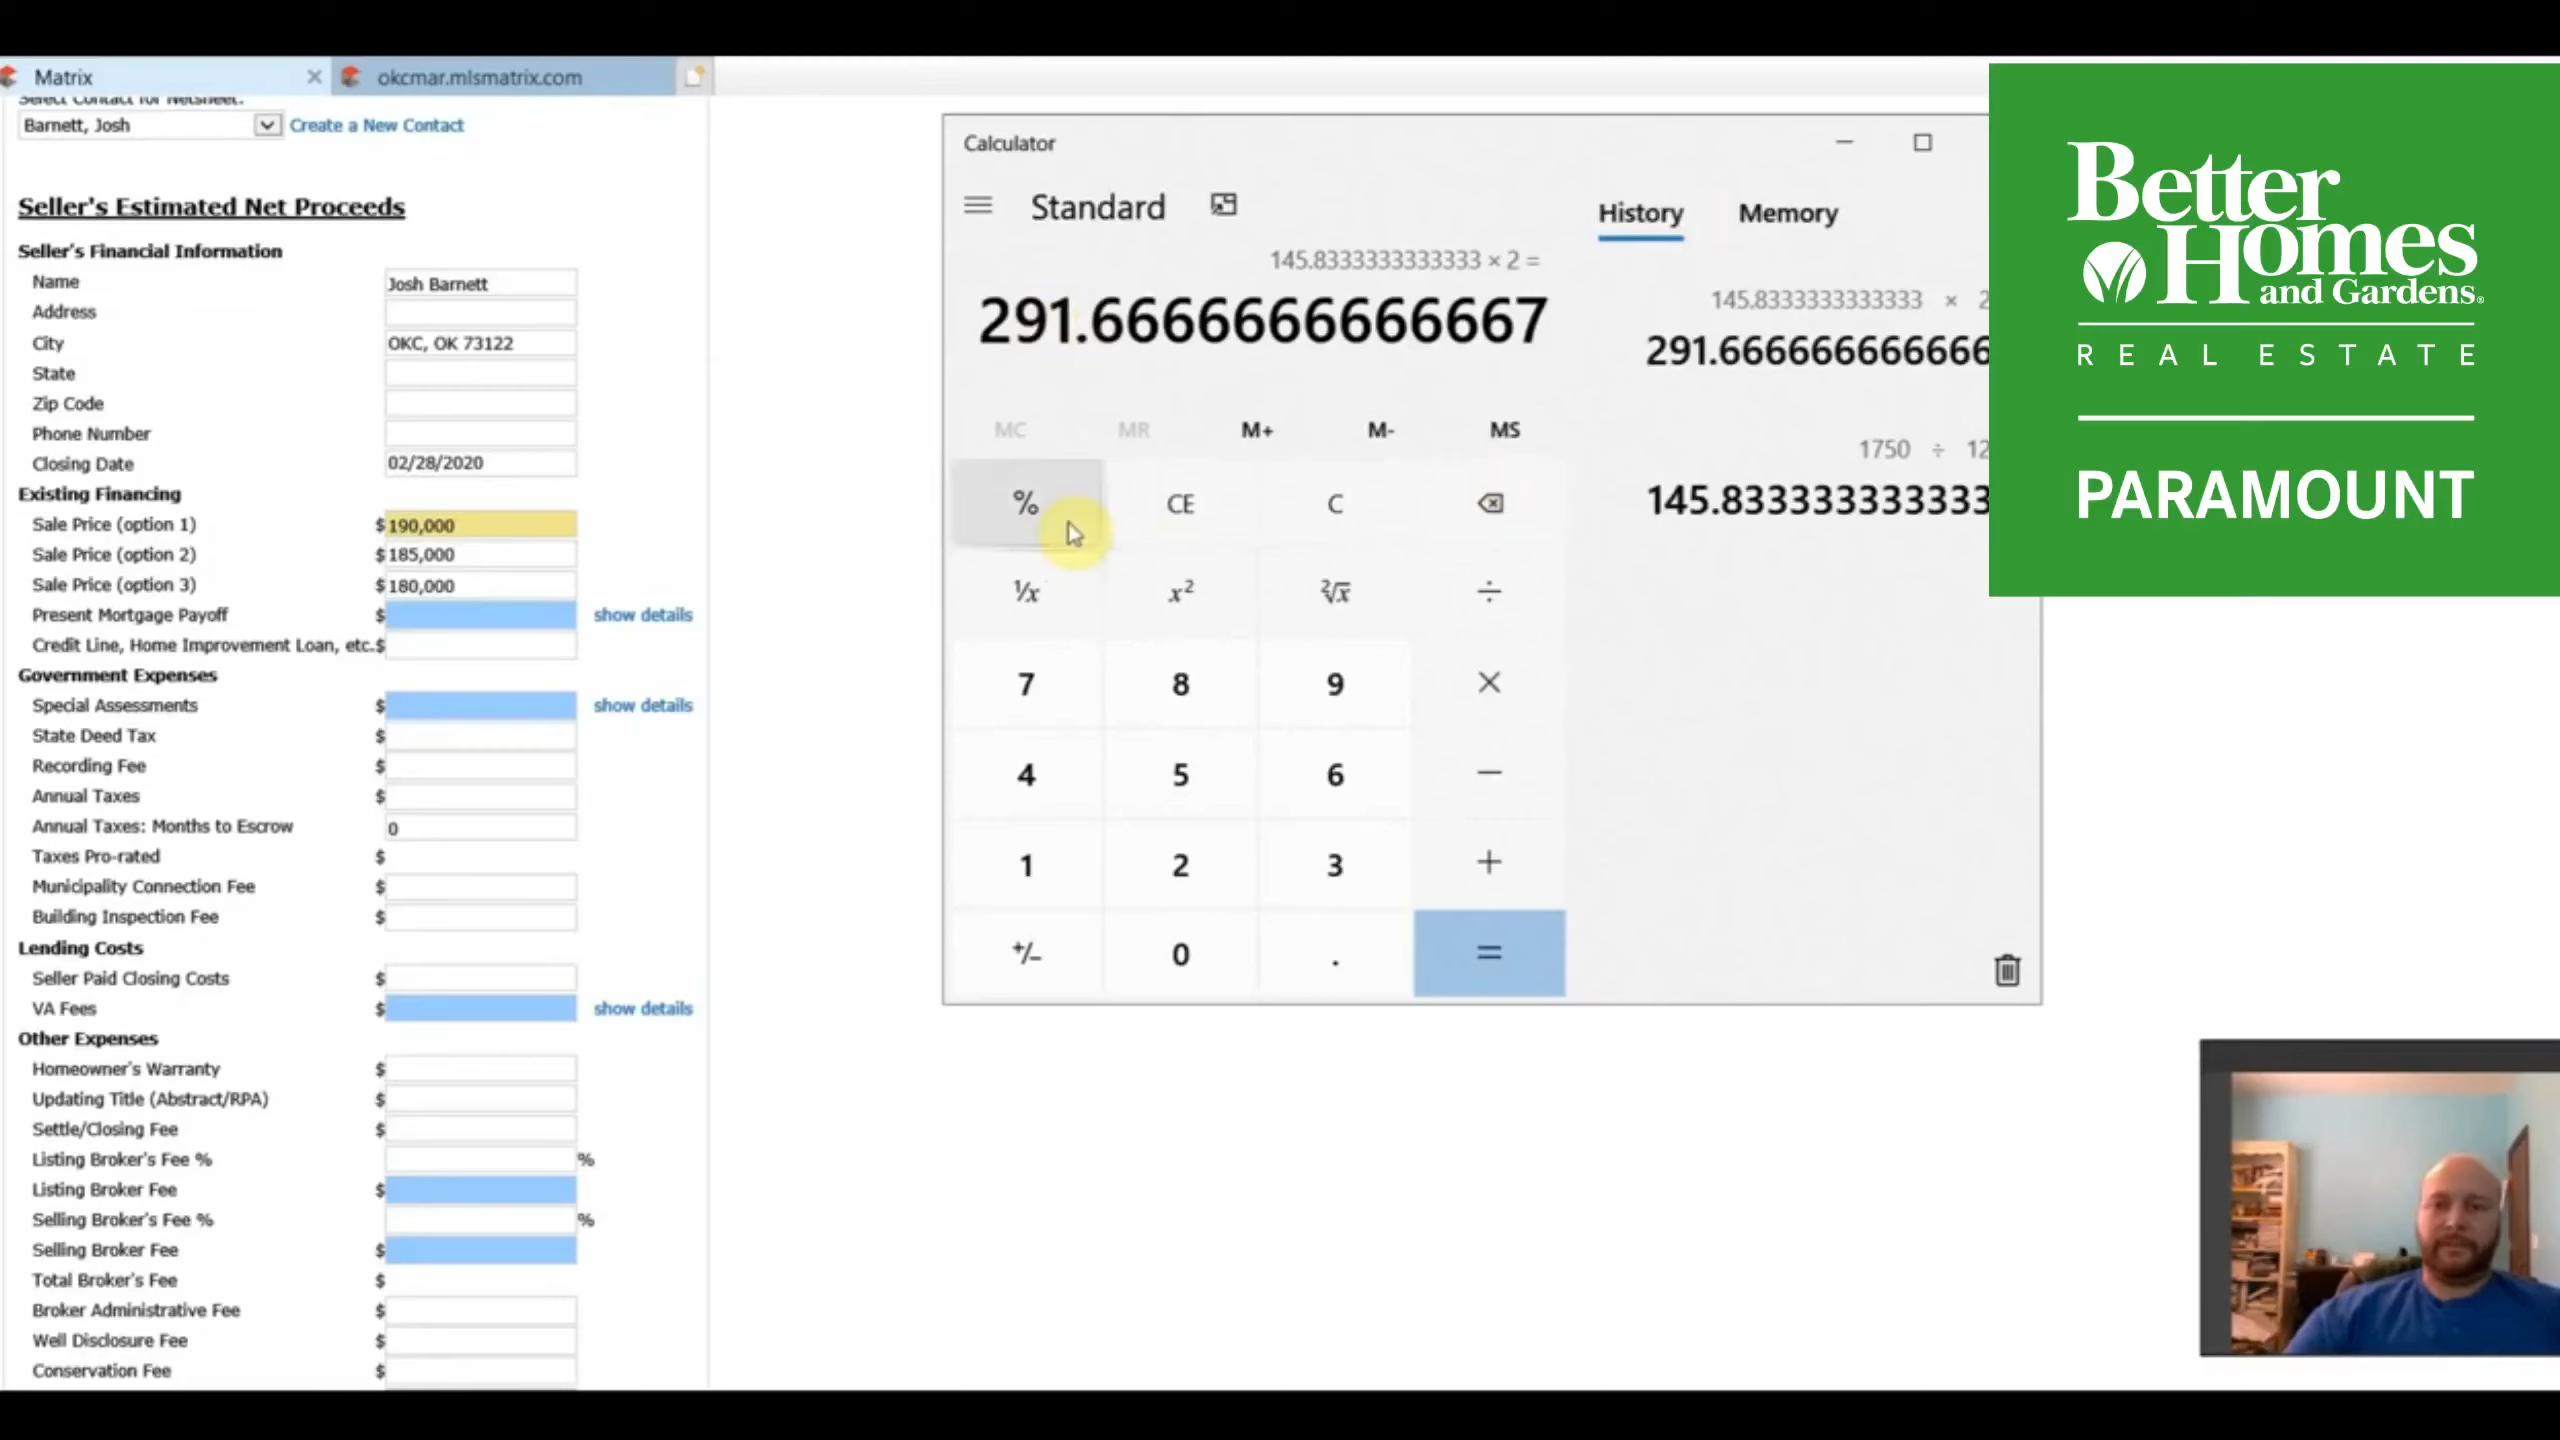 Matrix
okcmar.mlsmatrix.com
Select Contact for Netsheet:
Barnett, Josh
Create a New Contact
Seller's Estimated Net Proceeds
Seller's Financial Information
Name Josh Barnett
Address
City OKC, OK 73122
State
Zip Code
Phone Number
Closing Date 02/28/2020
Existing Financing
Sale Price (option 1) $ 190,000
Sale Price (option 2) $ 185,000
Sale Price (option 3) $ 180,000
Present Mortgage Payoff $ show details
Credit Line, Home Improvement Loan, etc. $
Government Expenses
Special Assessments $ show details
State Deed Tax $
Recording Fee $
Annual Taxes $
Annual Taxes: Months to Escrow 0
Taxes Pro-rated $
Municipality Connection Fee $
Building Inspection Fee $
Lending Costs
Seller Paid Closing Costs $
VA Fees $ show details
Other Expenses
Homeowner's Warranty $
Updating Title (Abstract/RPA) $
Settle/Closing Fee $
Listing Broker's Fee % %
Listing Broker Fee $
Selling Broker's Fee % %
Selling Broker Fee $
Total Broker's Fee $
Broker Administrative Fee $
Well Disclosure Fee $
Conservation Fee $
Calculator
Standard
145.8333333333333 × 2 =
291.6666666666667
MC MR M+ M- MS
% CE C
1/x x² ²√x ÷
7 8 9 ×
4 5 6 −
1 2 3 +
+/− 0 . =
History Memory
145.8333333333333 × 2
291.666666666666
1750 ÷ 12
145.833333333333
Better
Homes
and Gardens®
REAL ESTATE
PARAMOUNT